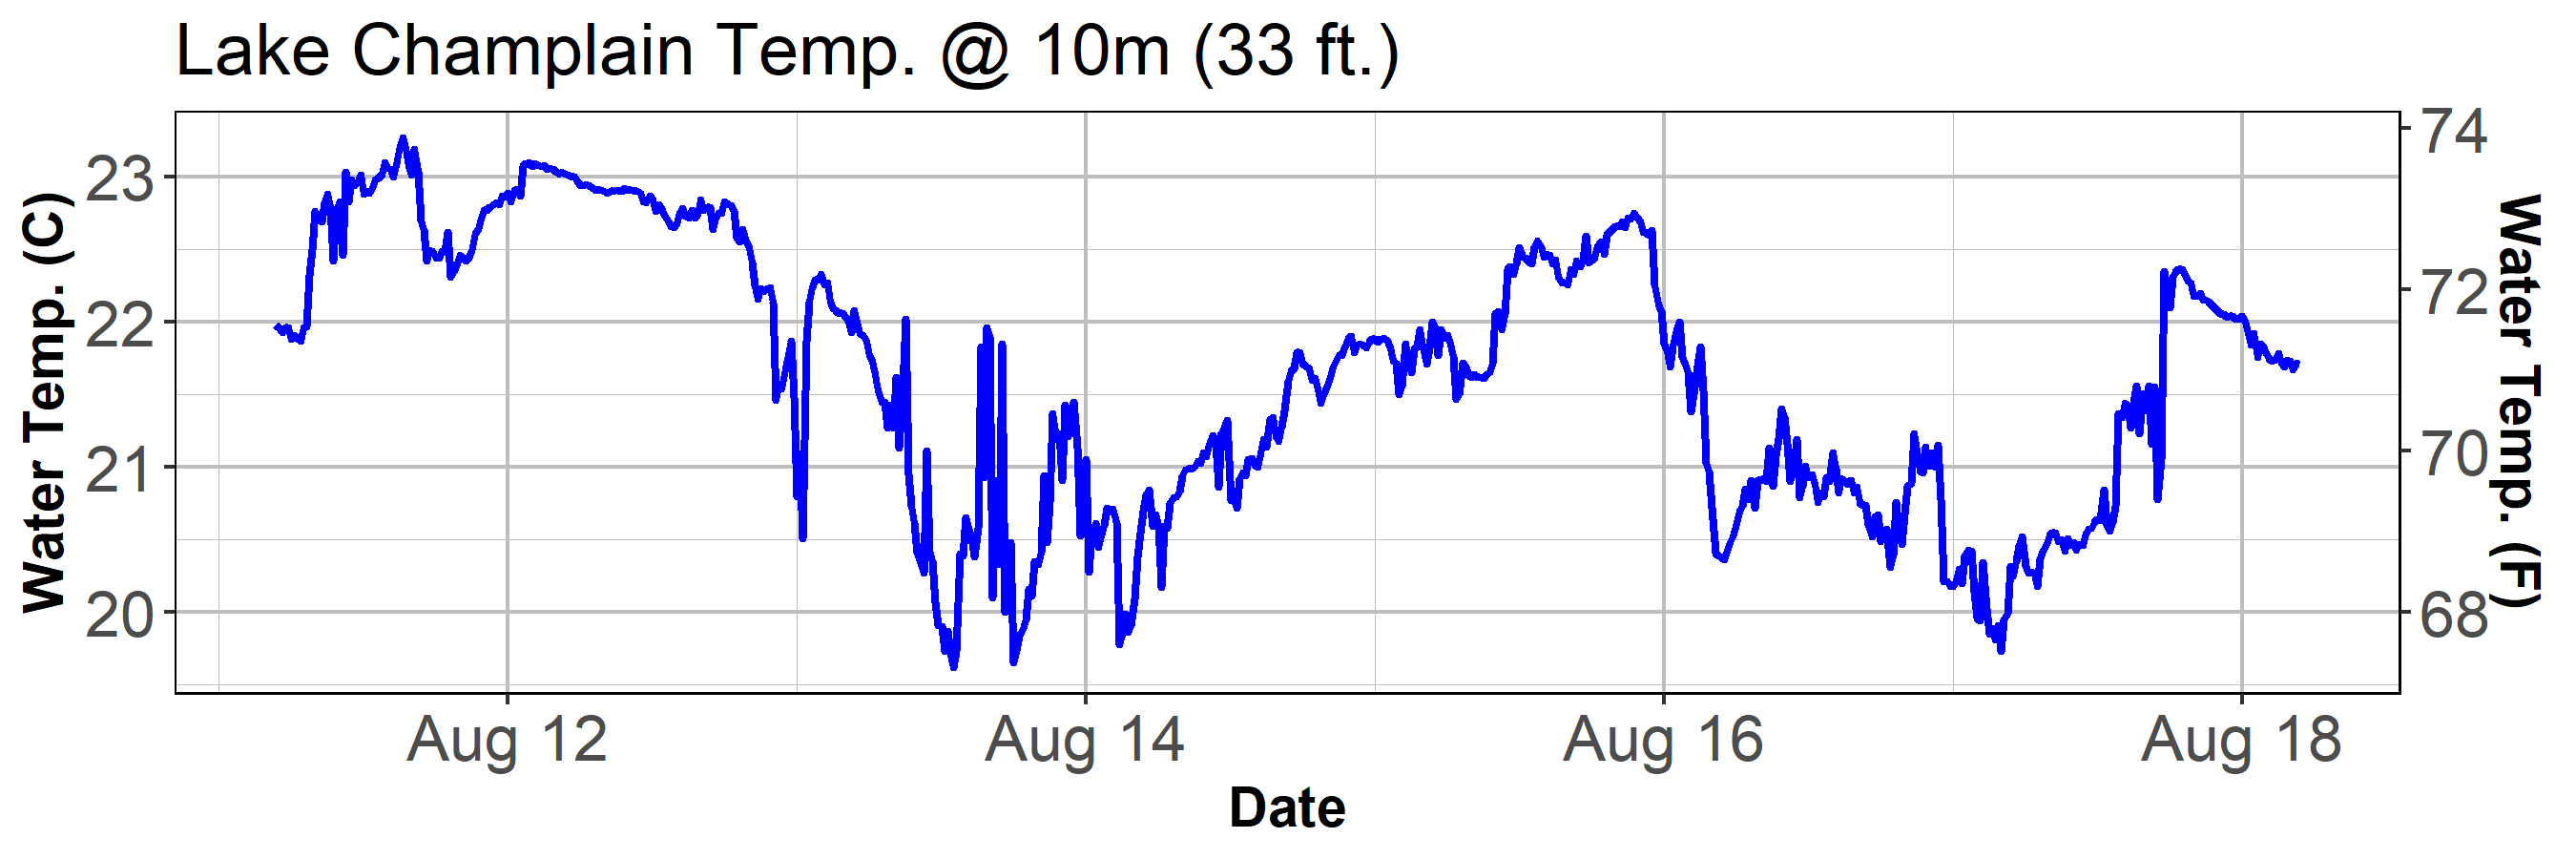 Lake Champlain Temp. @ 10m (33 ft.)
Water Temp. (C)
23
22
21
20
74
72
70
68
Water Temp. (F)
Aug 12 Aug 14 Aug 16 Aug 18
Date